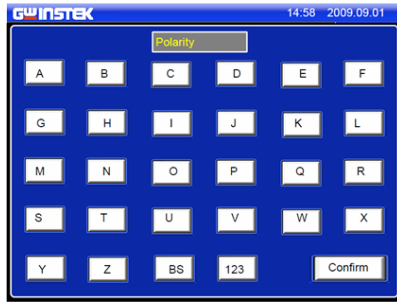 GWINSTEK 14:58 2009.09.01
Polarity
A B C D E F
G H I J K L
M N O P Q R
S T U V W X
Y Z BS 123 Confirm